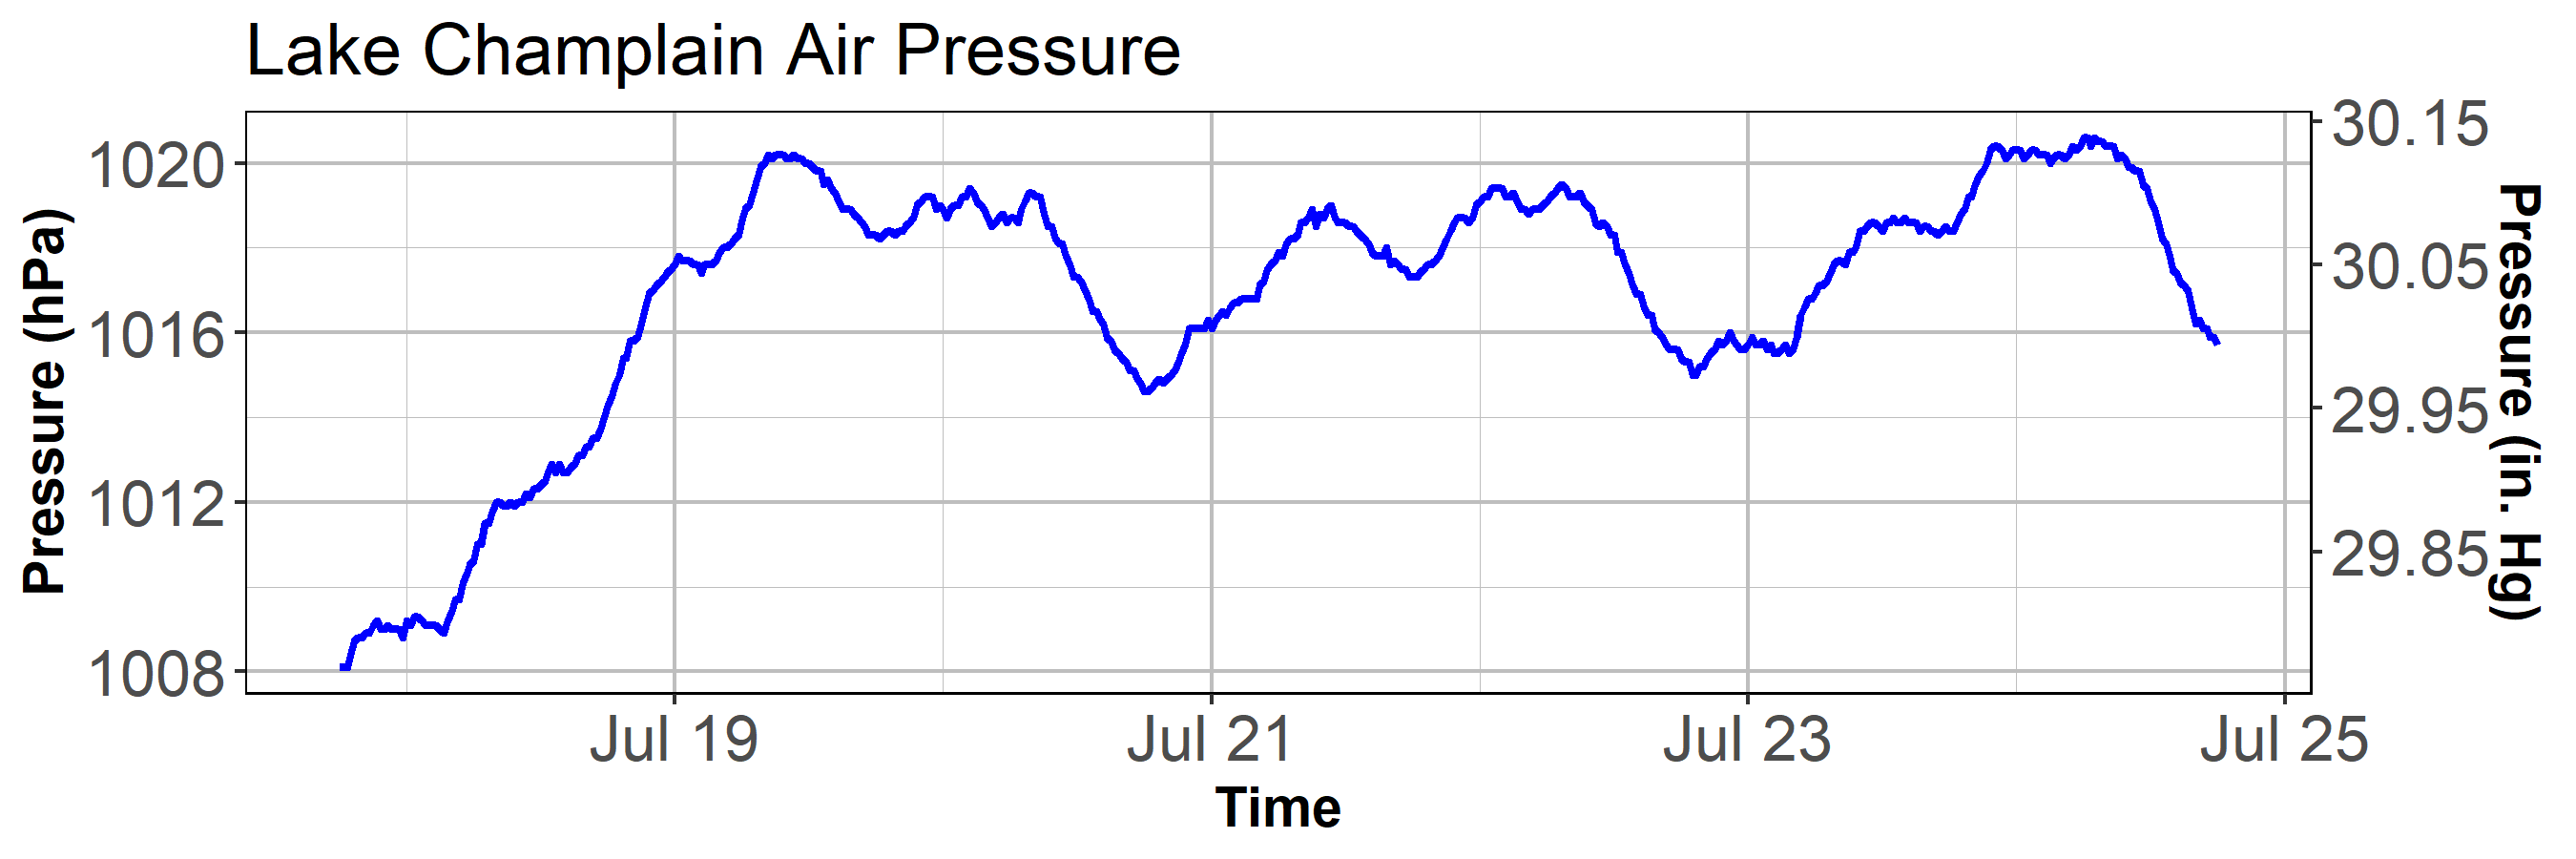 Lake Champlain Air Pressure
Pressure (hPa)
1020
1016
1012
1008
30.15
30.05
29.95
29.85
Pressure (in. Hg)
Jul 19
Jul 21
Jul 23
Jul 25
Time